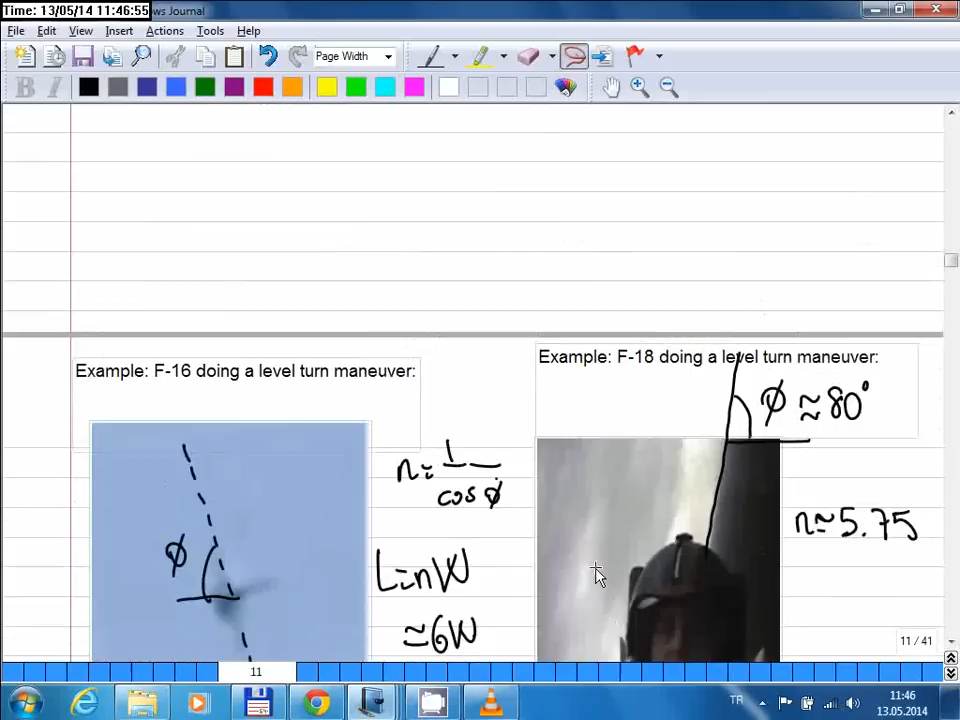 Time: 13/05/14 11:46:55
ows Journal
File Edit View Insert Actions Tools Help
Page Width
B I
Example: F-16 doing a level turn maneuver:
Example: F-18 doing a level turn maneuver:
ϕ ≈ 80°
n = 1 / cos ϕ
n ≈ 5.75
ϕ
L = nW
≈ 6W
11 / 41
11
TR
11:46
13.05.2014